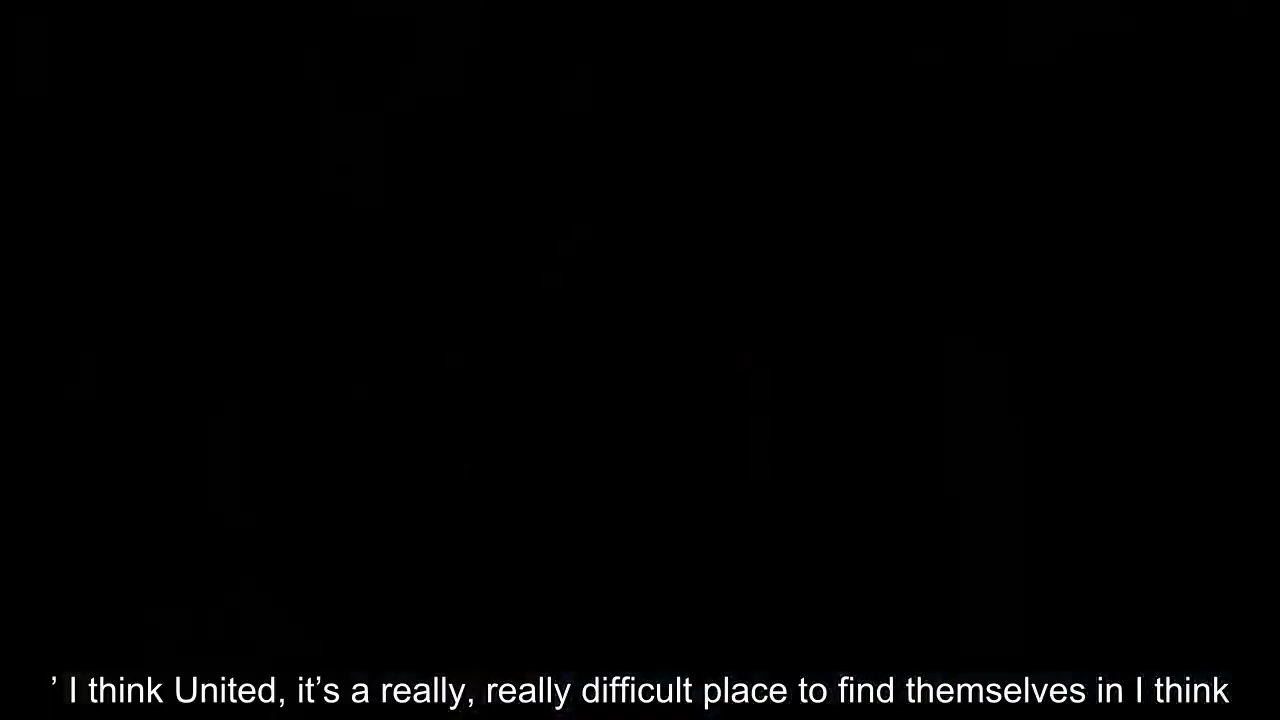 ’ I think United, it’s a really, really difficult place to find themselves in I think